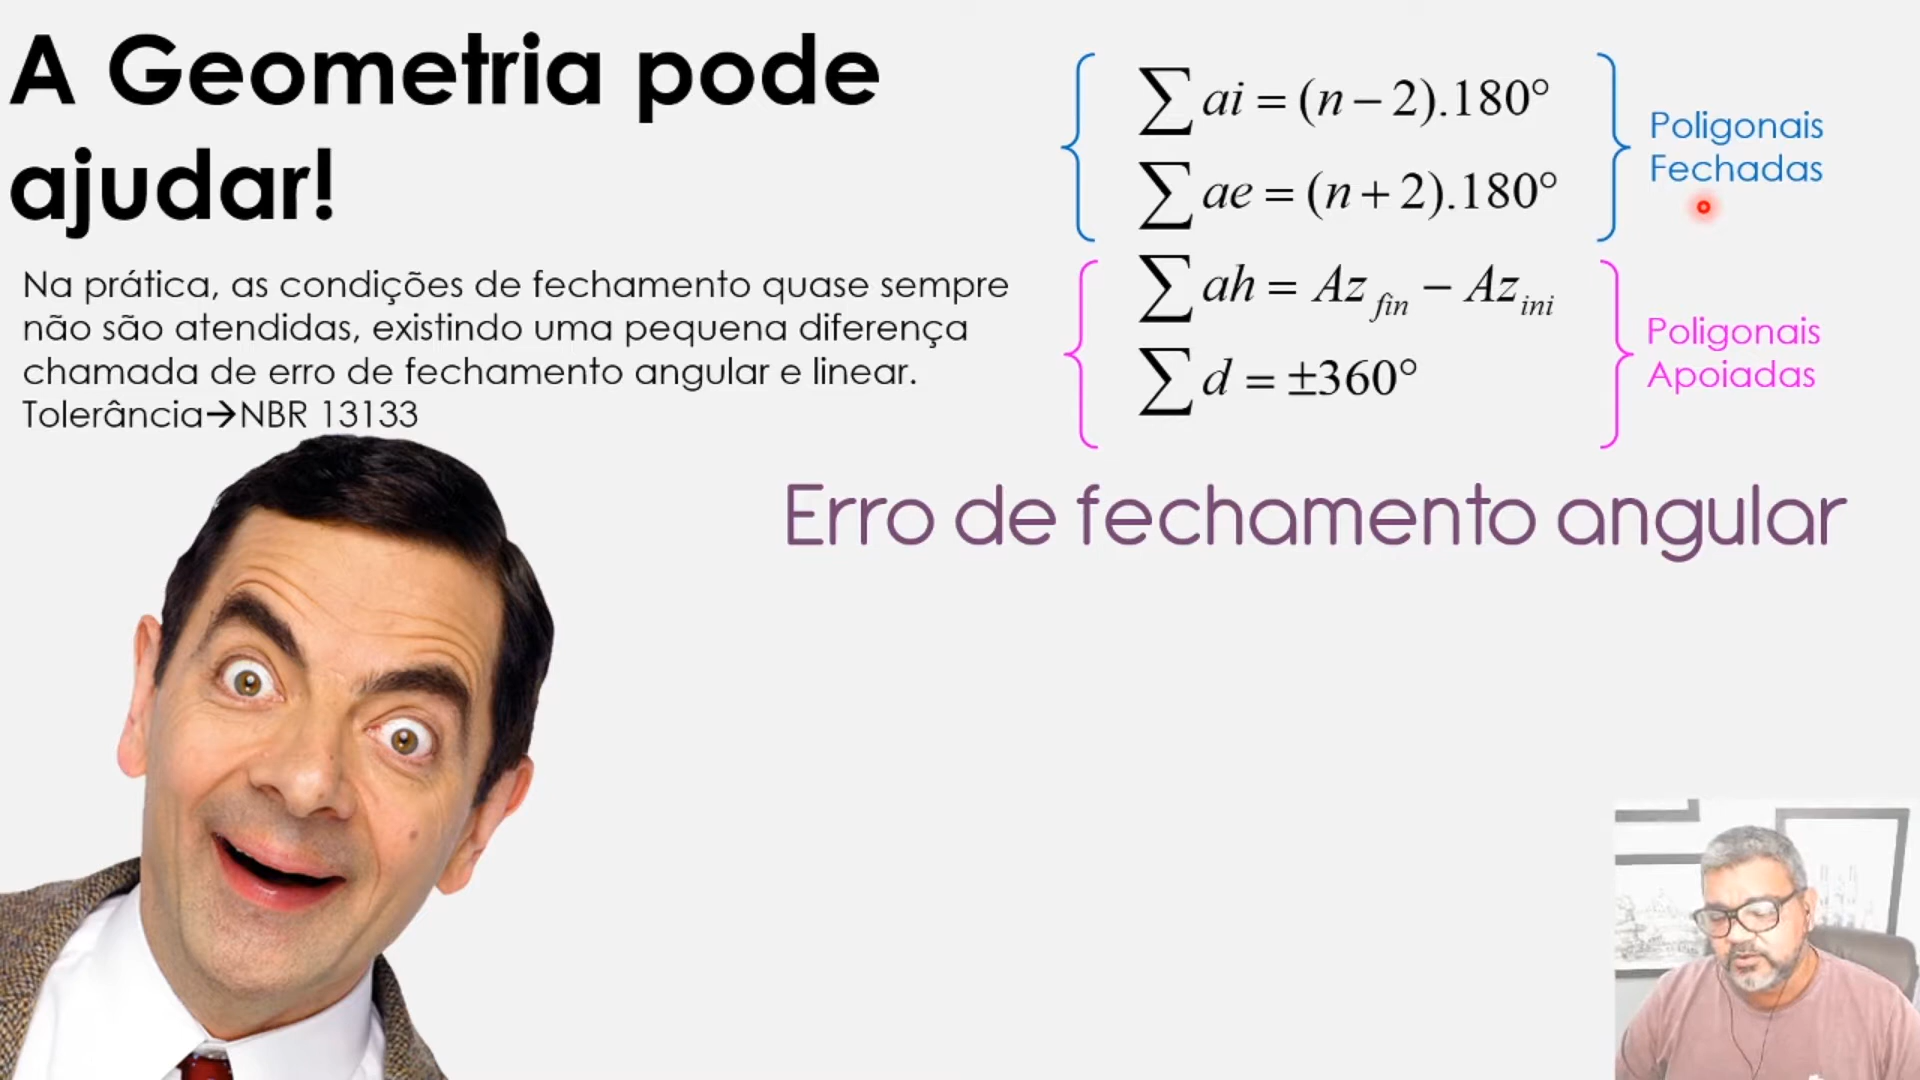 A Geometria pode
ajudar!
Na prática, as condições de fechamento quase sempre
não são atendidas, existindo uma pequena diferença
chamada de erro de fechamento angular e linear.
Tolerância→NBR 13133
∑ai = (n − 2).180°
∑ae = (n + 2).180°
Poligonais
Fechadas
∑ah = Az fin − Az ini
∑d = ±360°
Poligonais
Apoiadas
Erro de fechamento angular